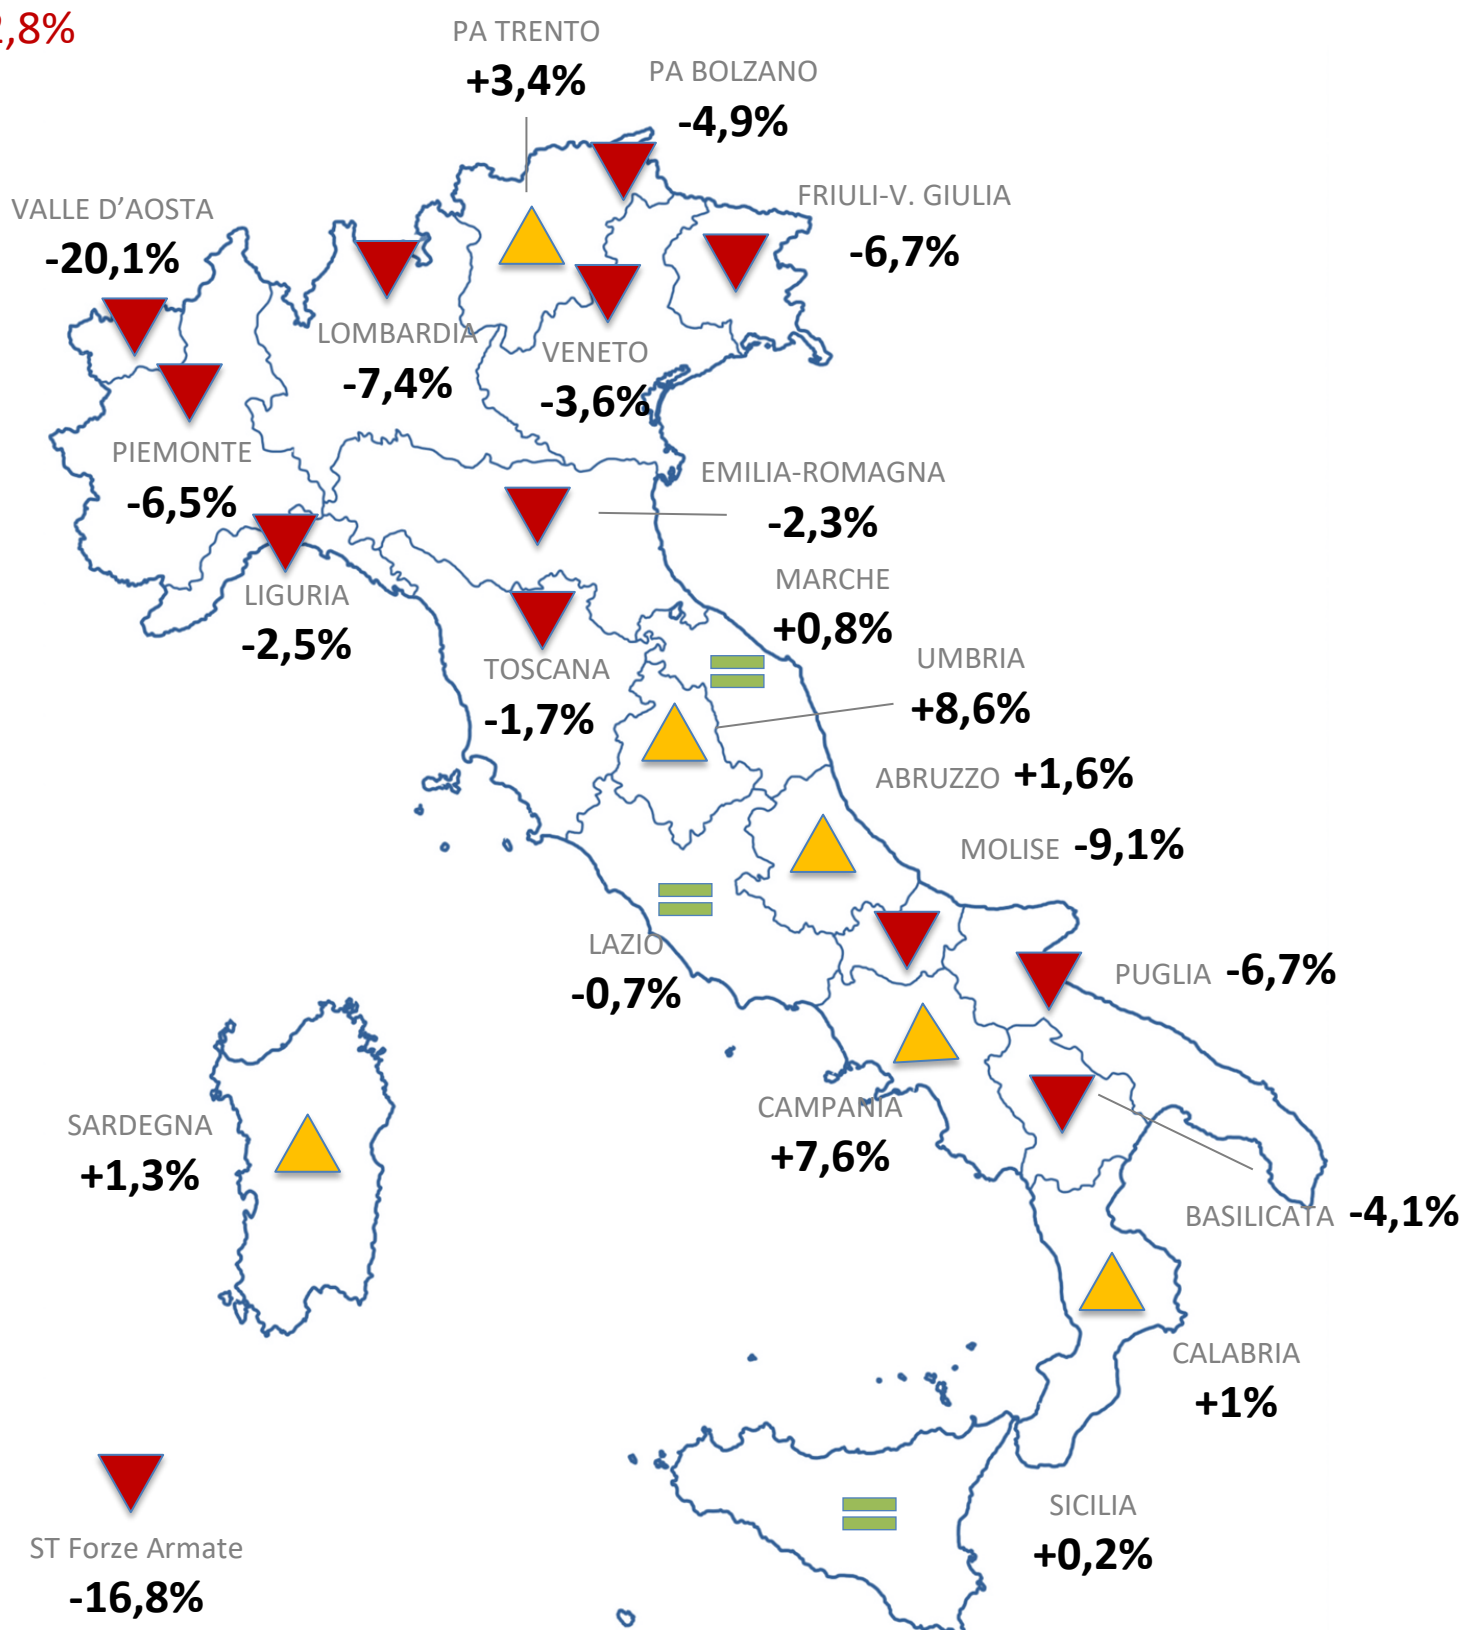 2,8%
PA TRENTO
+3,4%
PA BOLZANO
-4,9%
VALLE D'AOSTA
-20,1%
FRIULI-V. GIULIA
-6,7%
LOMBARDIA
-7,4%
VENETO
-3,6%
PIEMONTE
-6,5%
EMILIA-ROMAGNA
-2,3%
LIGURIA
-2,5%
MARCHE
+0,8%
TOSCANA
-1,7%
UMBRIA
+8,6%
ABRUZZO +1,6%
MOLISE -9,1%
LAZIO
-0,7%
PUGLIA -6,7%
CAMPANIA
+7,6%
SARDEGNA
+1,3%
BASILICATA -4,1%
CALABRIA
+1%
SICILIA
+0,2%
ST Forze Armate
-16,8%